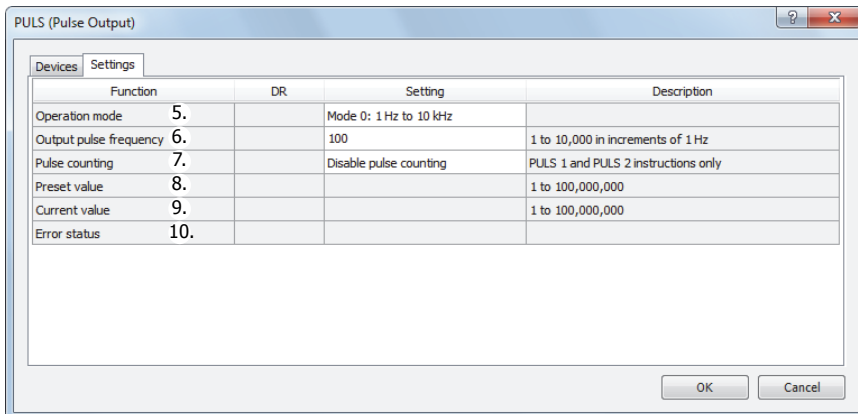 PULS (Pulse Output)
Devices Settings
Function DR Setting Description
Operation mode 5. Mode 0: 1 Hz to 10 kHz
Output pulse frequency 6. 100 1 to 10,000 in increments of 1 Hz
Pulse counting 7. Disable pulse counting PULS 1 and PULS 2 instructions only
Preset value 8. 1 to 100,000,000
Current value 9. 1 to 100,000,000
Error status 10.
OK Cancel